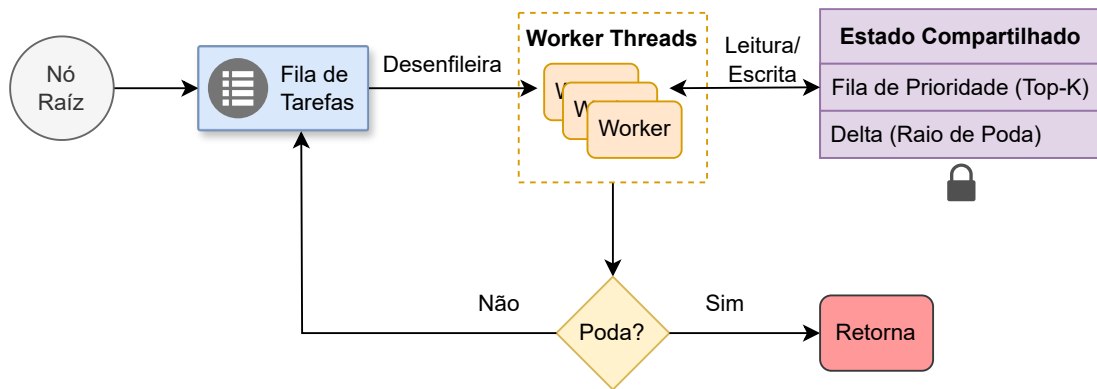 Nó
Raíz
Fila de
Tarefas
Desenfileira
Worker Threads
Worker
Leitura/
Escrita
Estado Compartilhado
Fila de Prioridade (Top-K)
Delta (Raio de Poda)
Não
Poda?
Sim
Retorna